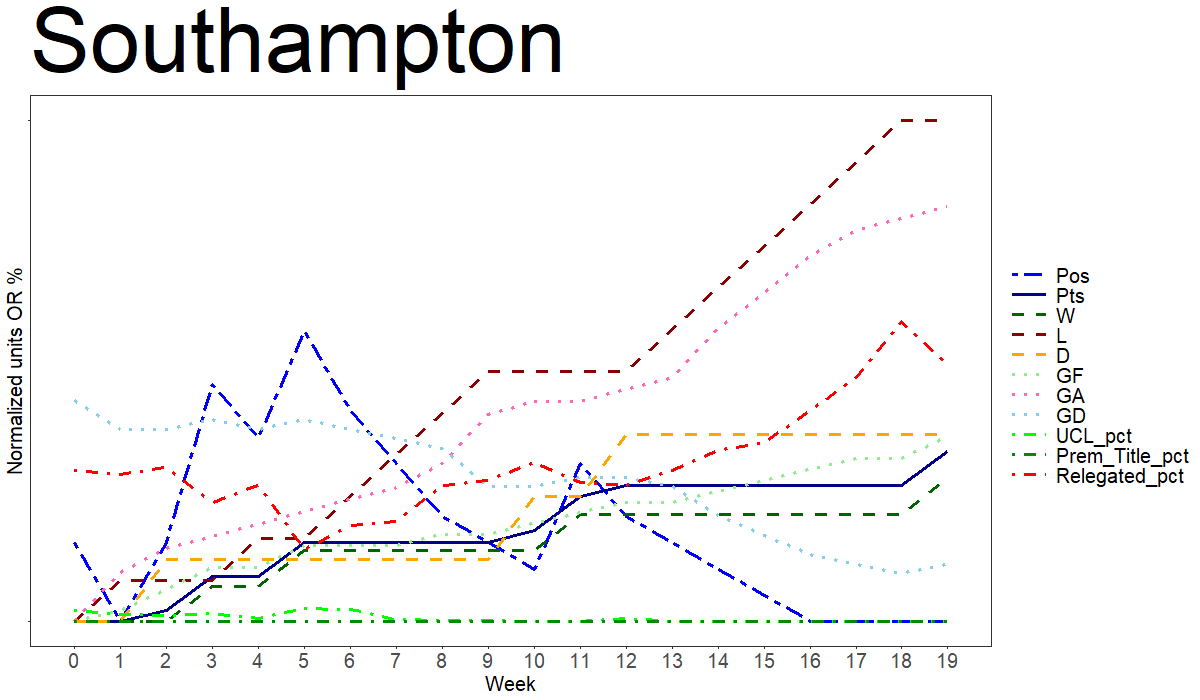 Southampton
Normalized units OR %
Pos
Pts
W
L
D
GF
GA
GD
UCL_pct
Prem_Title_pct
Relegated_pct
0 1 2 3 4 5 6 7 8 9 10 11 12 13 14 15 16 17 18 19
Week